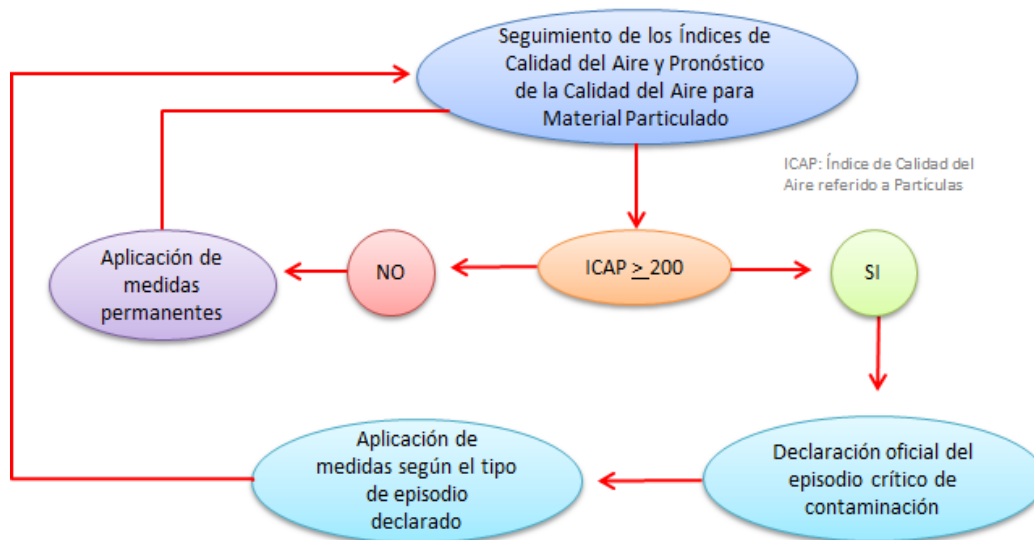 Seguimiento de los Índices de
Calidad del Aire y Pronóstico
de la Calidad del Aire para
Material Particulado
ICAP: Índice de Calidad del
Aire referido a Partículas
Aplicación de
medidas
permanentes
NO
ICAP ≥ 200
SI
Aplicación de
medidas según el tipo
de episodio
declarado
Declaración oficial del
episodio crítico de
contaminación